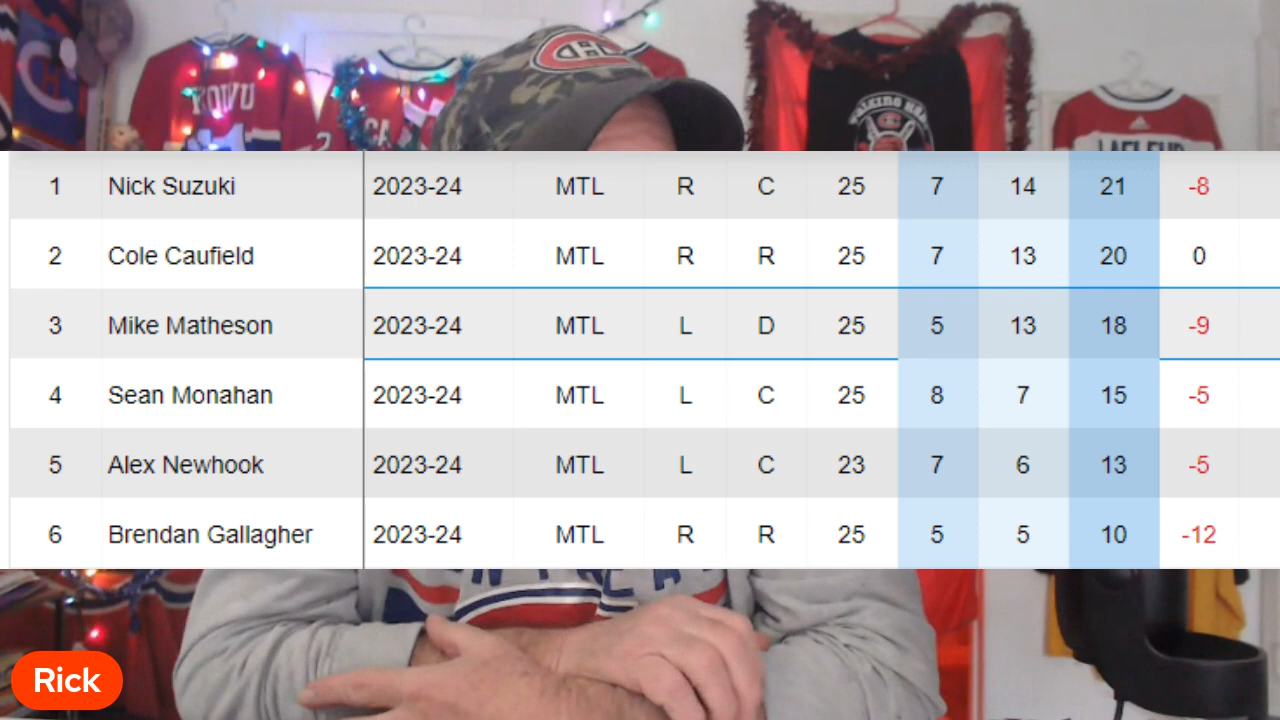 KOIVU
1 Nick Suzuki 2023-24 MTL R C 25 7 14 21 -8
2 Cole Caufield 2023-24 MTL R R 25 7 13 20 0
3 Mike Matheson 2023-24 MTL L D 25 5 13 18 -9
4 Sean Monahan 2023-24 MTL L C 25 8 7 15 -5
5 Alex Newhook 2023-24 MTL L C 23 7 6 13 -5
6 Brendan Gallagher 2023-24 MTL R R 25 5 5 10 -12
Rick